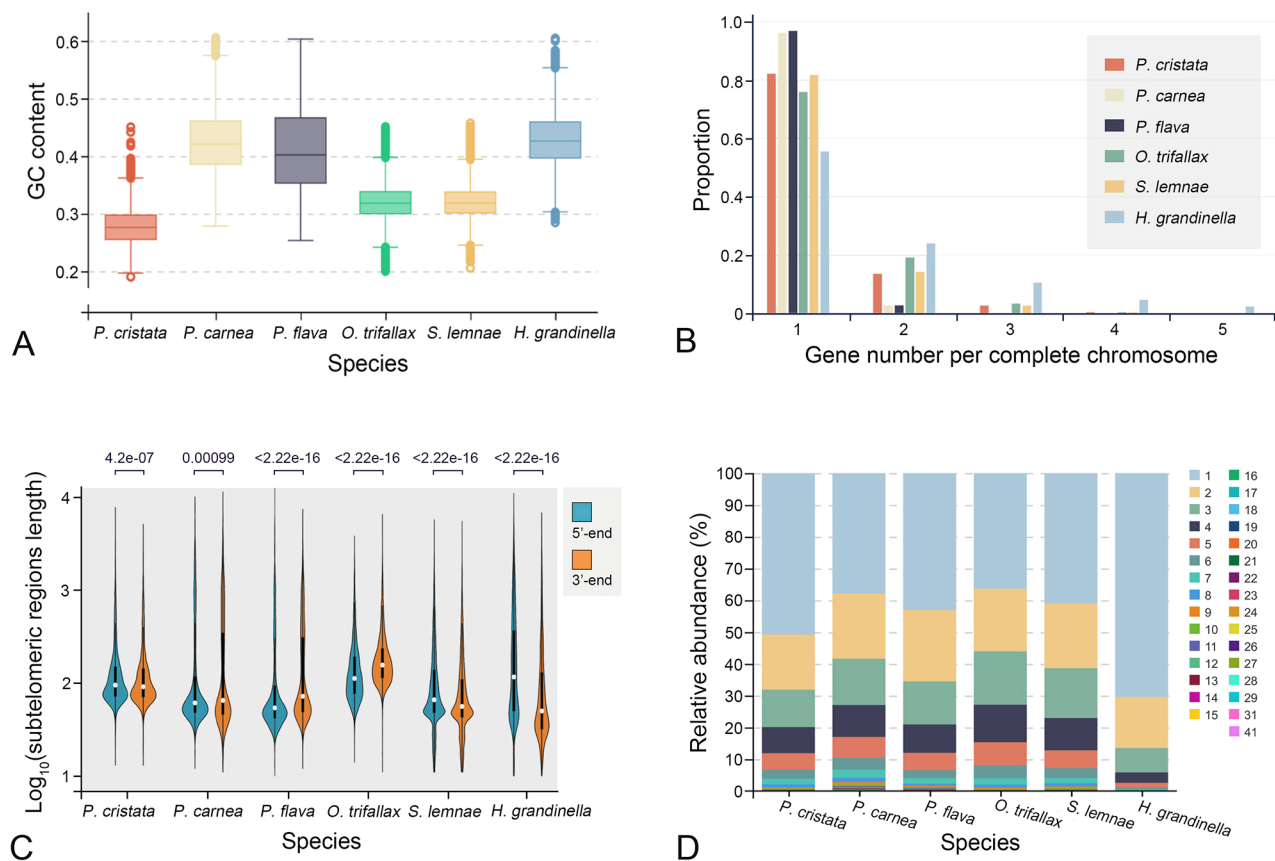 0.6
0.5
0.4
0.3
0.2
GC content
P. cristata P. carnea P. flava O. trifallax S. lemnae H. grandinella
Species
A
1.0
0.8
0.6
0.4
0.2
0
Proportion
P. cristata
P. carnea
P. flava
O. trifallax
S. lemnae
H. grandinella
1 2 3 4 5
Gene number per complete chromosome
B
4.2e-07 0.00099 <2.22e-16 <2.22e-16 <2.22e-16 <2.22e-16
4
3
2
1
Log10(subtelomeric regions length)
5’-end
3’-end
P. cristata P. carnea P. flava O. trifallax S. lemnae H. grandinella
Species
C
100
90
80
70
60
50
40
30
20
10
0
Relative abundance (%)
1 16
2 17
3 18
4 19
5 20
6 21
7 22
8 23
9 24
10 25
11 26
12 27
13 28
14 29
15 31
41
P. cristata P. carnea P. flava O. trifallax S. lemnae H. grandinella
Species
D